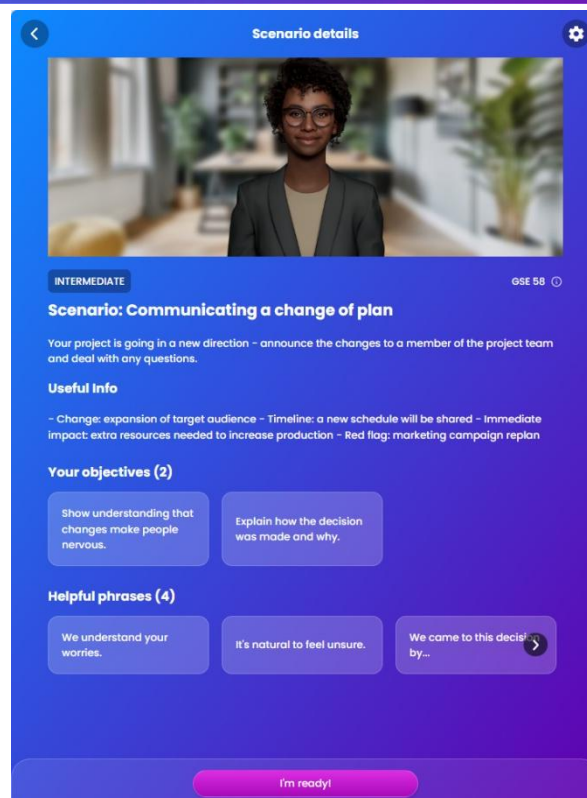 Scenario details
INTERMEDIATE
GSE 58
Scenario: Communicating a change of plan
Your project is going in a new direction - announce the changes to a member of the project team
and deal with any questions.
Useful Info
- Change: expansion of target audience - Timeline: a new schedule will be shared - Immediate
impact: extra resources needed to increase production - Red flag: marketing campaign replan
Your objectives (2)
Show understanding that
changes make people
nervous.
Explain how the decision
was made and why.
Helpful phrases (4)
We understand your
worries.
It's natural to feel unsure.
We came to this decision
by...
I'm ready!